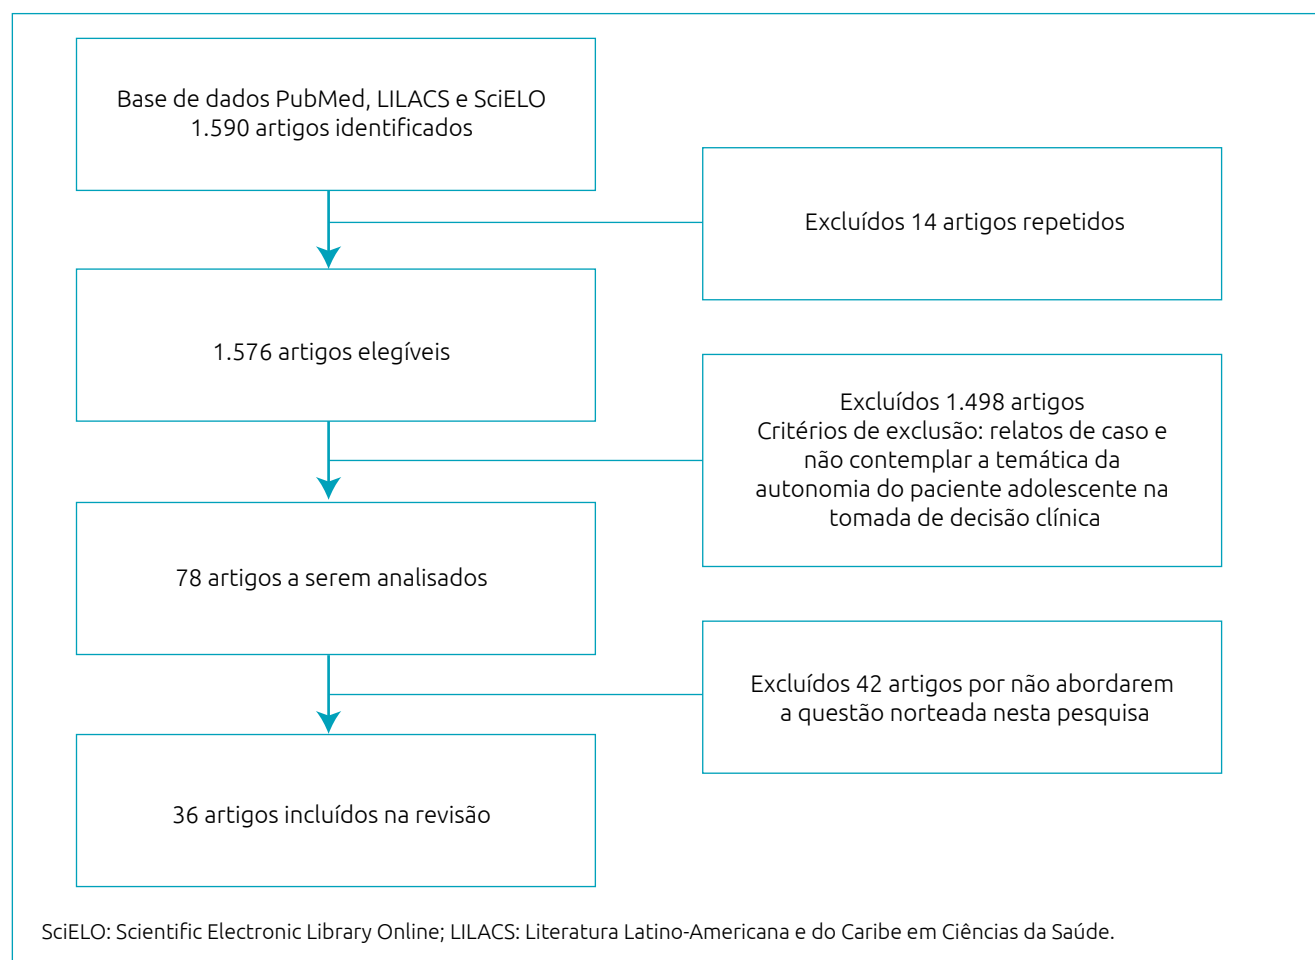 Base de dados PubMed, LILACS e SciELO
1.590 artigos identificados
Excluídos 14 artigos repetidos
1.576 artigos elegíveis
Excluídos 1.498 artigos
Critérios de exclusão: relatos de caso e
não contemplar a temática da
autonomia do paciente adolescente na
tomada de decisão clínica
78 artigos a serem analisados
Excluídos 42 artigos por não abordarem
a questão norteada nesta pesquisa
36 artigos incluídos na revisão
SciELO: Scientific Electronic Library Online; LILACS: Literatura Latino-Americana e do Caribe em Ciências da Saúde.